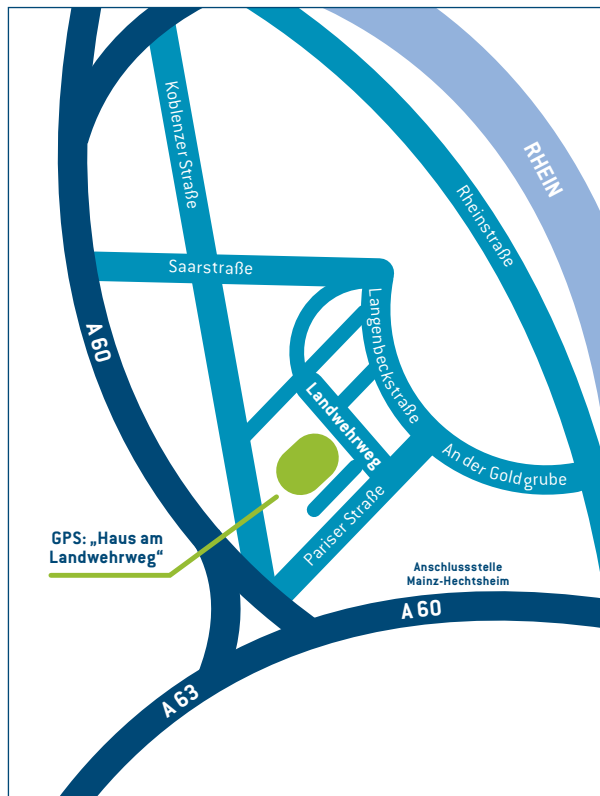 RHEIN
Koblenzer Straße
Rheinstraße
Saarstraße
Langenbeckstraße
A 60
Landwehrweg
An der Goldgrube
Pariser Straße
GPS: „Haus am
Landwehrweg“
Anschlussstelle
Mainz-Hechtsheim
A 60
A 63